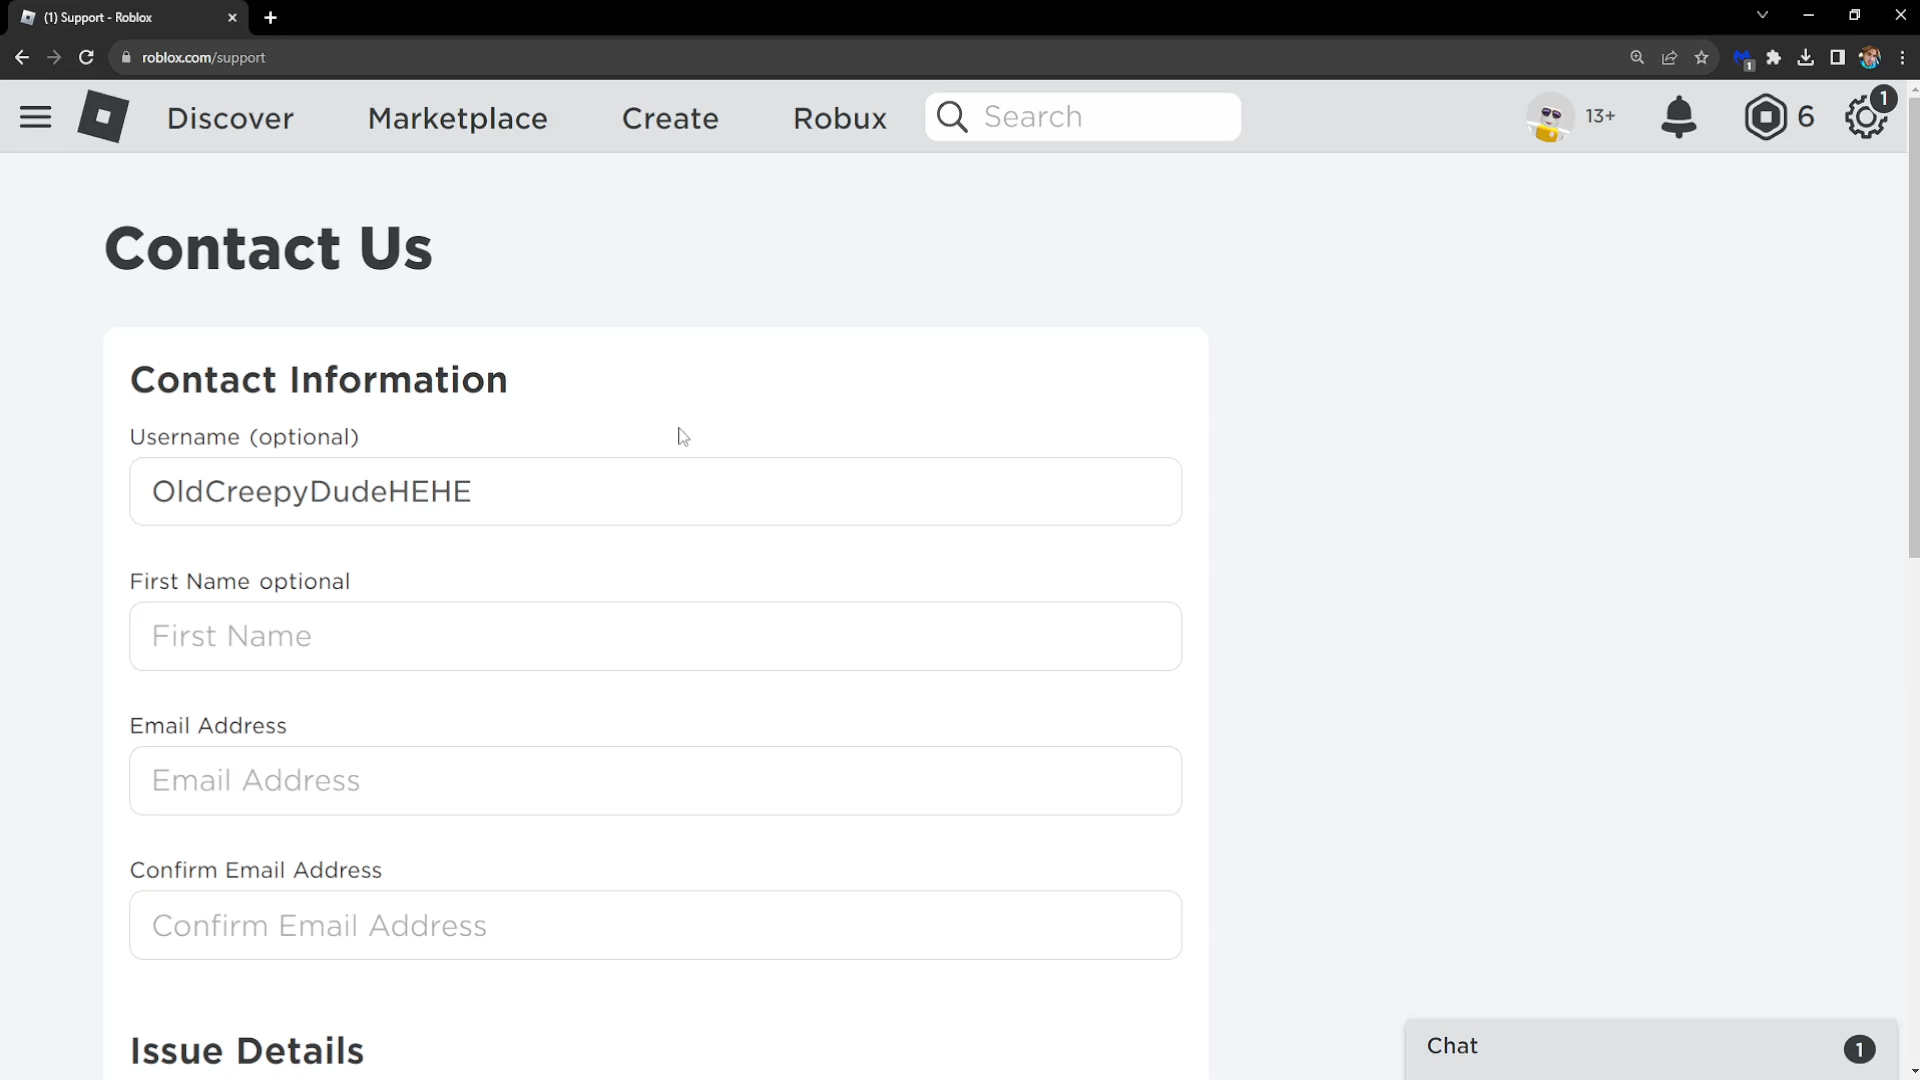 (1) Support - Roblox
roblox.com/support
1
Discover
Marketplace
Create
Robux
Search
13+
6
1
Contact Us
Contact Information
Username (optional)
OldCreepyDudeHEHE
First Name optional
First Name
Email Address
Email Address
Confirm Email Address
Confirm Email Address
Issue Details
Chat
1